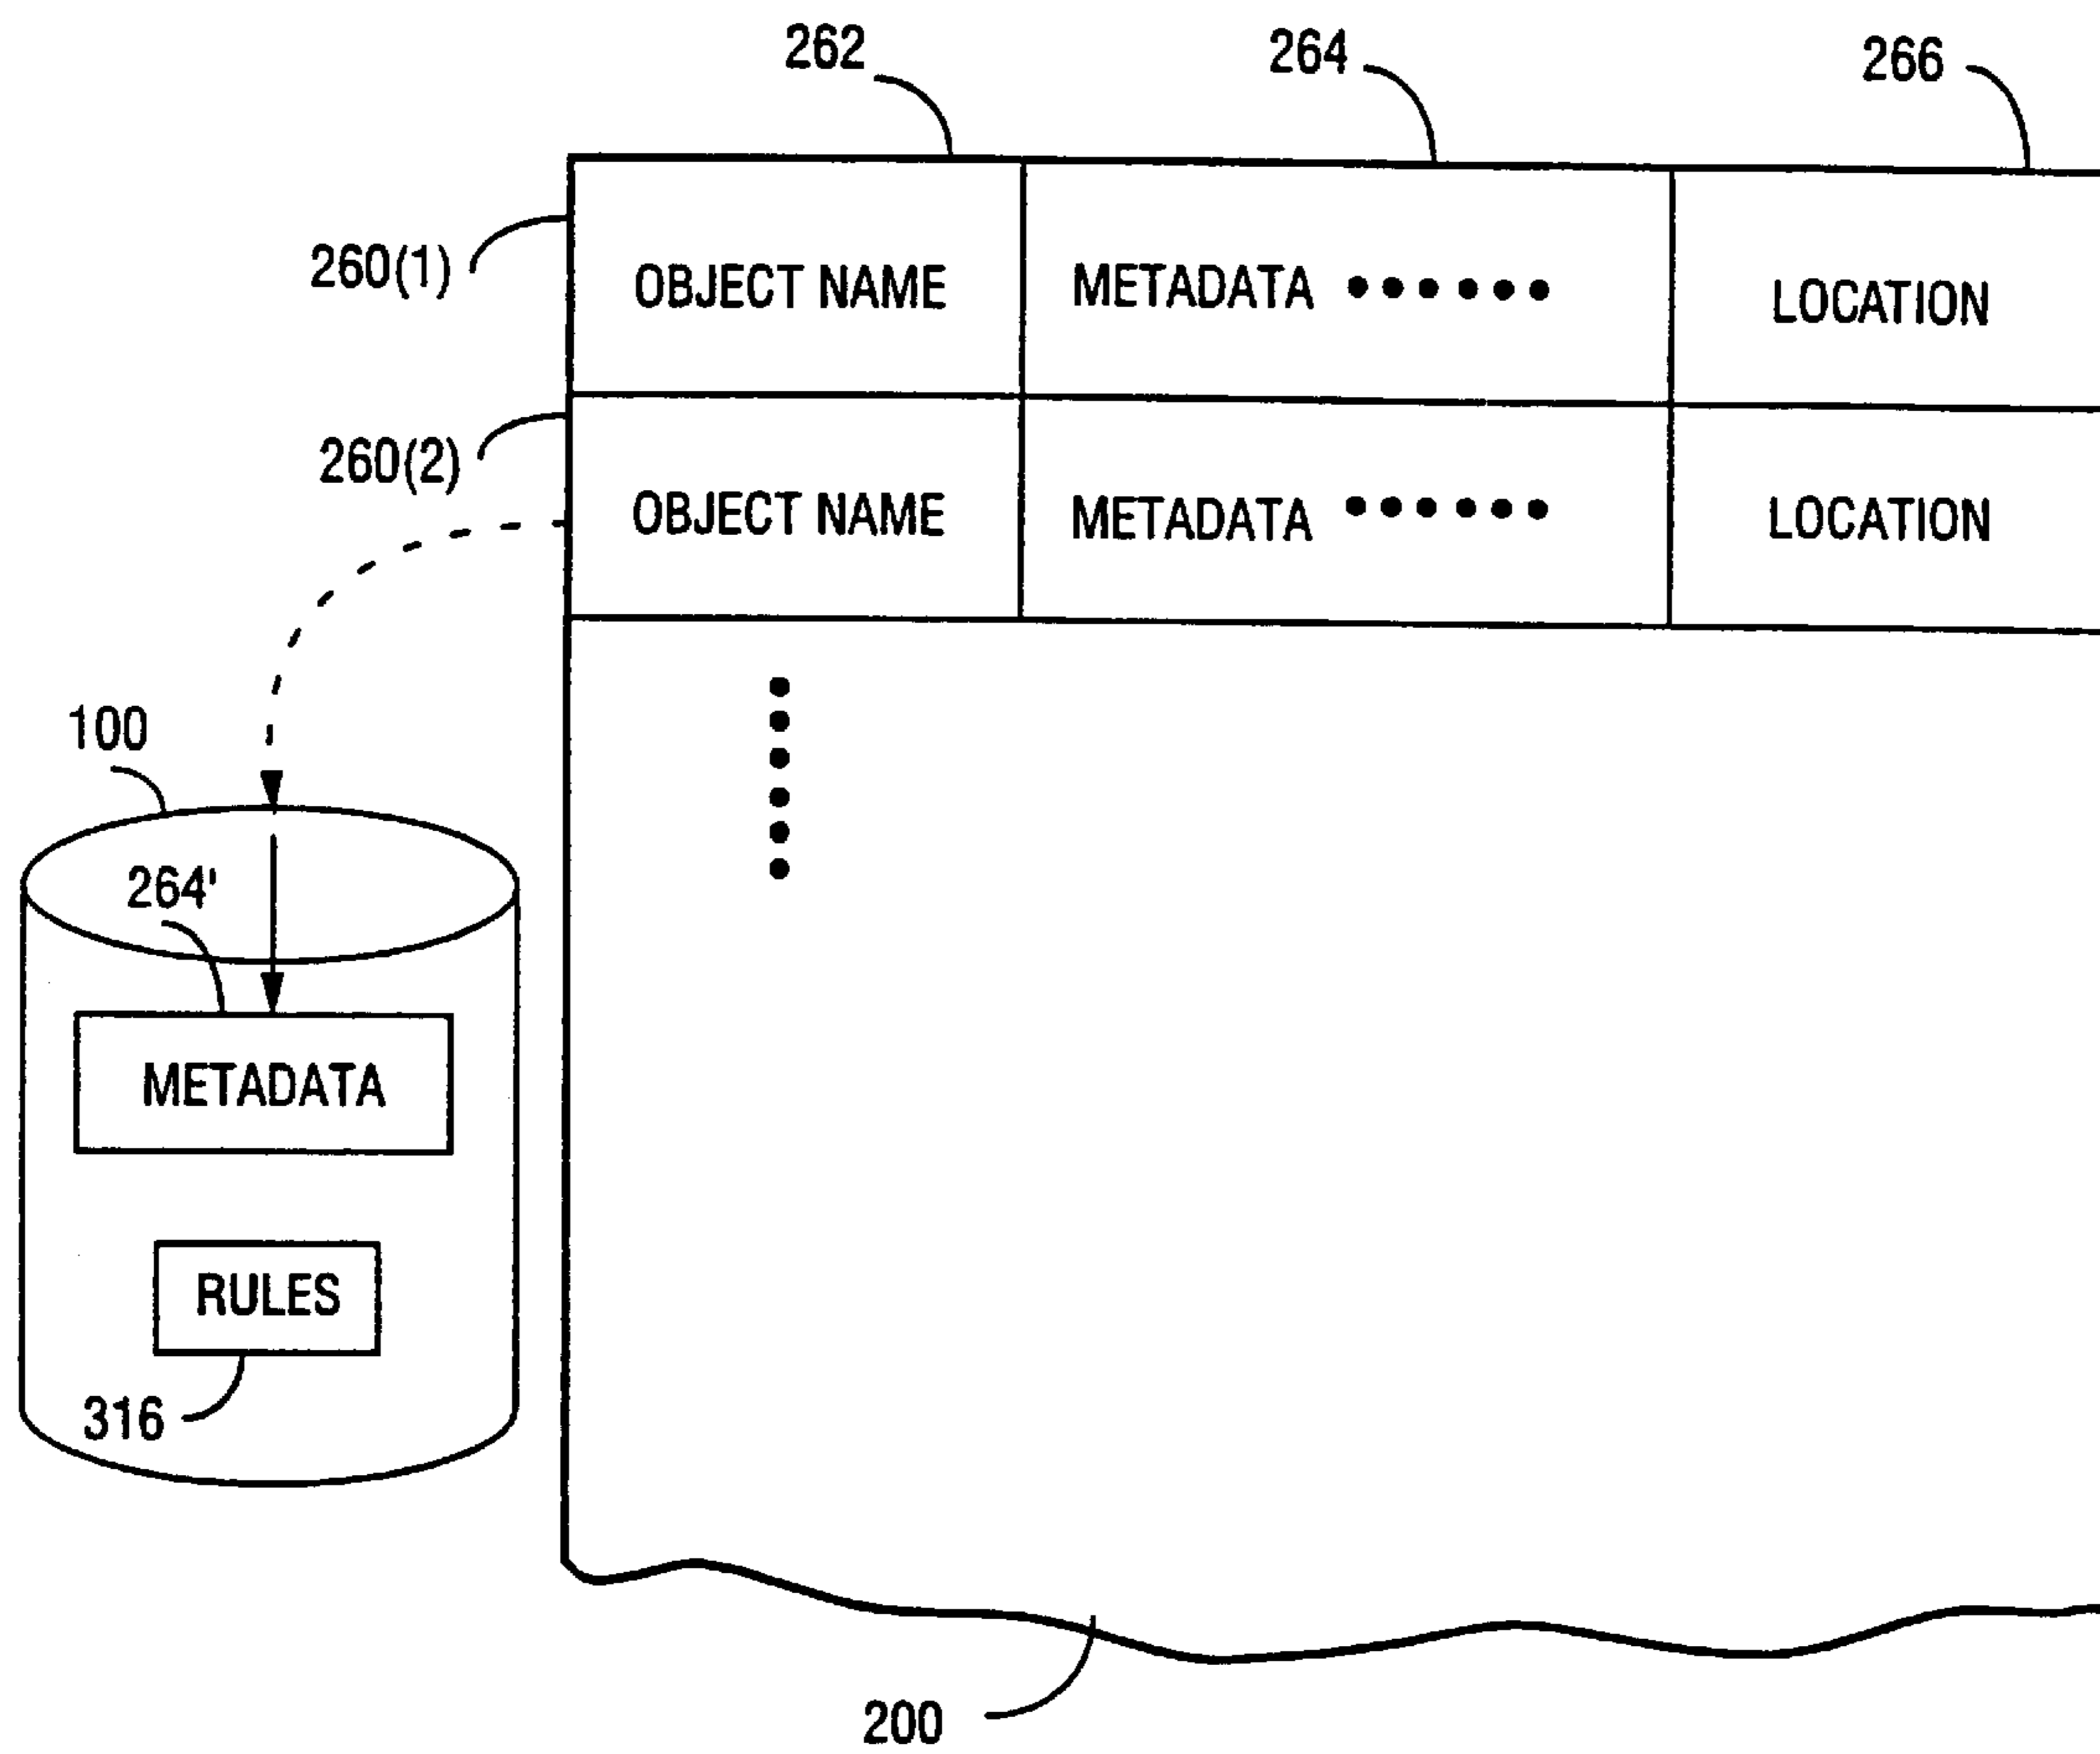 262
264
266
260(1)
OBJECT NAME
METADATA ••••••
LOCATION
260(2)
OBJECT NAME
METADATA ••••••
LOCATION
100
264'
METADATA
RULES
316
200